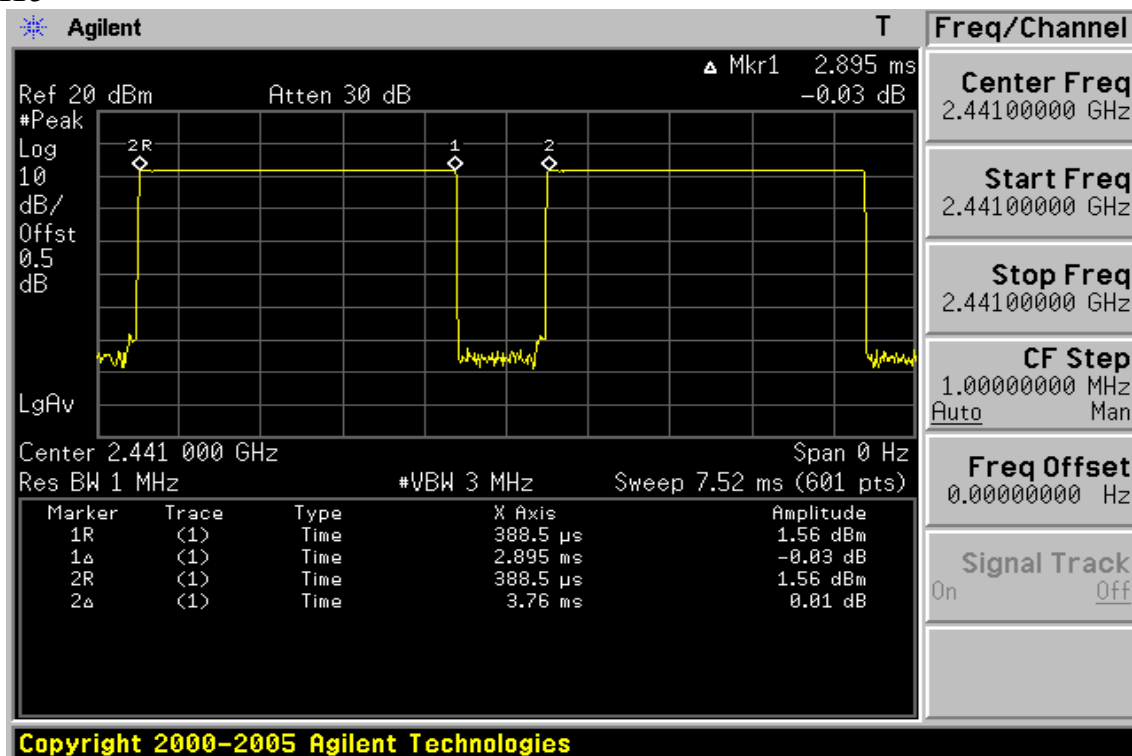 Agilent
T
Freq/Channel
Δ Mkr1 2.895 ms
Ref 20 dBm Atten 30 dB -0.03 dB
#Peak
Log
10
dB/
Offst
0.5
dB
LgAv
2R 1 2
Center 2.441 000 GHz Span 0 Hz
Res BW 1 MHz #VBW 3 MHz Sweep 7.52 ms (601 pts)
Marker Trace Type X Axis Amplitude
1R (1) Time 388.5 µs 1.56 dBm
1Δ (1) Time 2.895 ms -0.03 dB
2R (1) Time 388.5 µs 1.56 dBm
2Δ (1) Time 3.76 ms 0.01 dB
Center Freq
2.44100000 GHz
Start Freq
2.44100000 GHz
Stop Freq
2.44100000 GHz
CF Step
1.00000000 MHz
Auto Man
Freq Offset
0.00000000 Hz
Signal Track
On Off
Copyright 2000-2005 Agilent Technologies